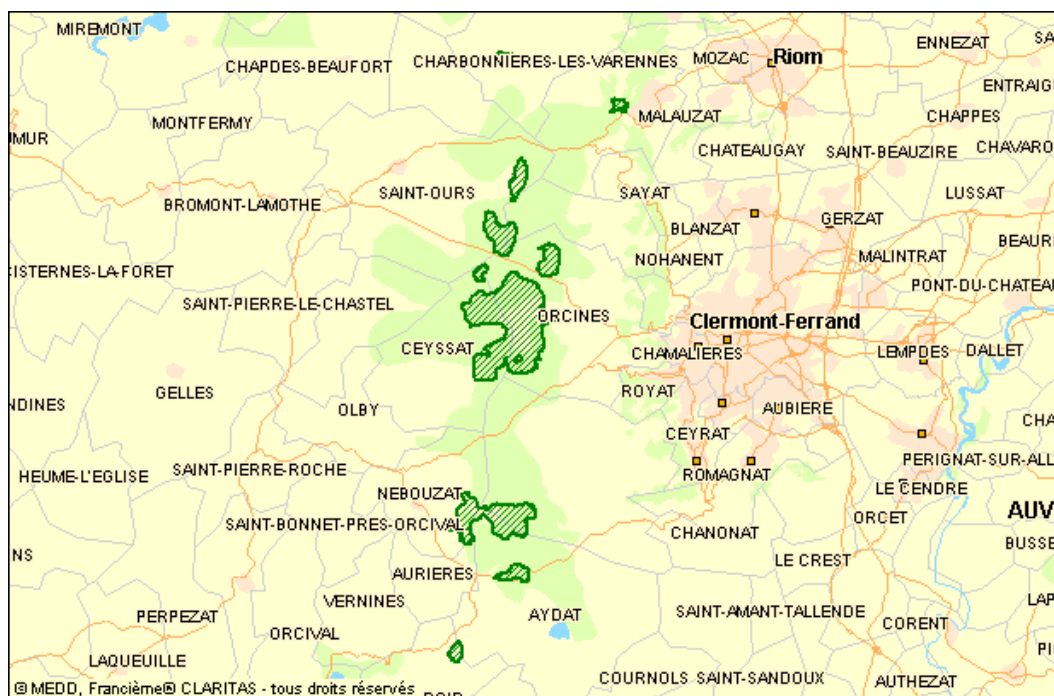 MIREMONT
Riom
ENNEZAT
MOZAC
CHAPDES-BEAUFORT
CHARBONNIERES-LES-VARENNES
ENTRAIG
MALAUZAT
CHAPPES
MONTFERMY
UMUR
CHATEAUGAY
SAINT-BEAUZIRE
CHAVARO
SAINT-OURS
SAYAT
LUSSAT
BROMONT-LAMOTHE
BLANZAT
GERZAT
BEAURE
NOHANENT
MALINTRAT
CISTERNES-LA-FORET
PONT-DU-CHATEAU
SAINT-PIERRE-LE-CHASTEL
ORCINES
Clermont-Ferrand
CEYSSAT
CHAMALIERES
LEMPDES
DALLET
ROYAT
GELLES
NDINES
OLBY
AUBIERE
CHA
CEYRAT
PERIGNAT-SUR-ALL
HEUME-L'EGLISE
SAINT-PIERRE-ROCHE
ROMAGNAT
NEBOUZAT
LE CENDRE
AUV
SAINT-BONNET-PRES-ORCIVAL
ORCET
CHANONAT
BUSSE
NS
LE CREST
AURIERES
VERNINES
LAP
PERPEZAT
AYDAT
SAINT-AMANT-TALLENDE
CORENT
ORCIVAL
LAQUEUILLE
COURNOLS SAINT-SANDOUX
AUTHEZAT
© MEDD, Francième® CLARITAS - tous droits réservés